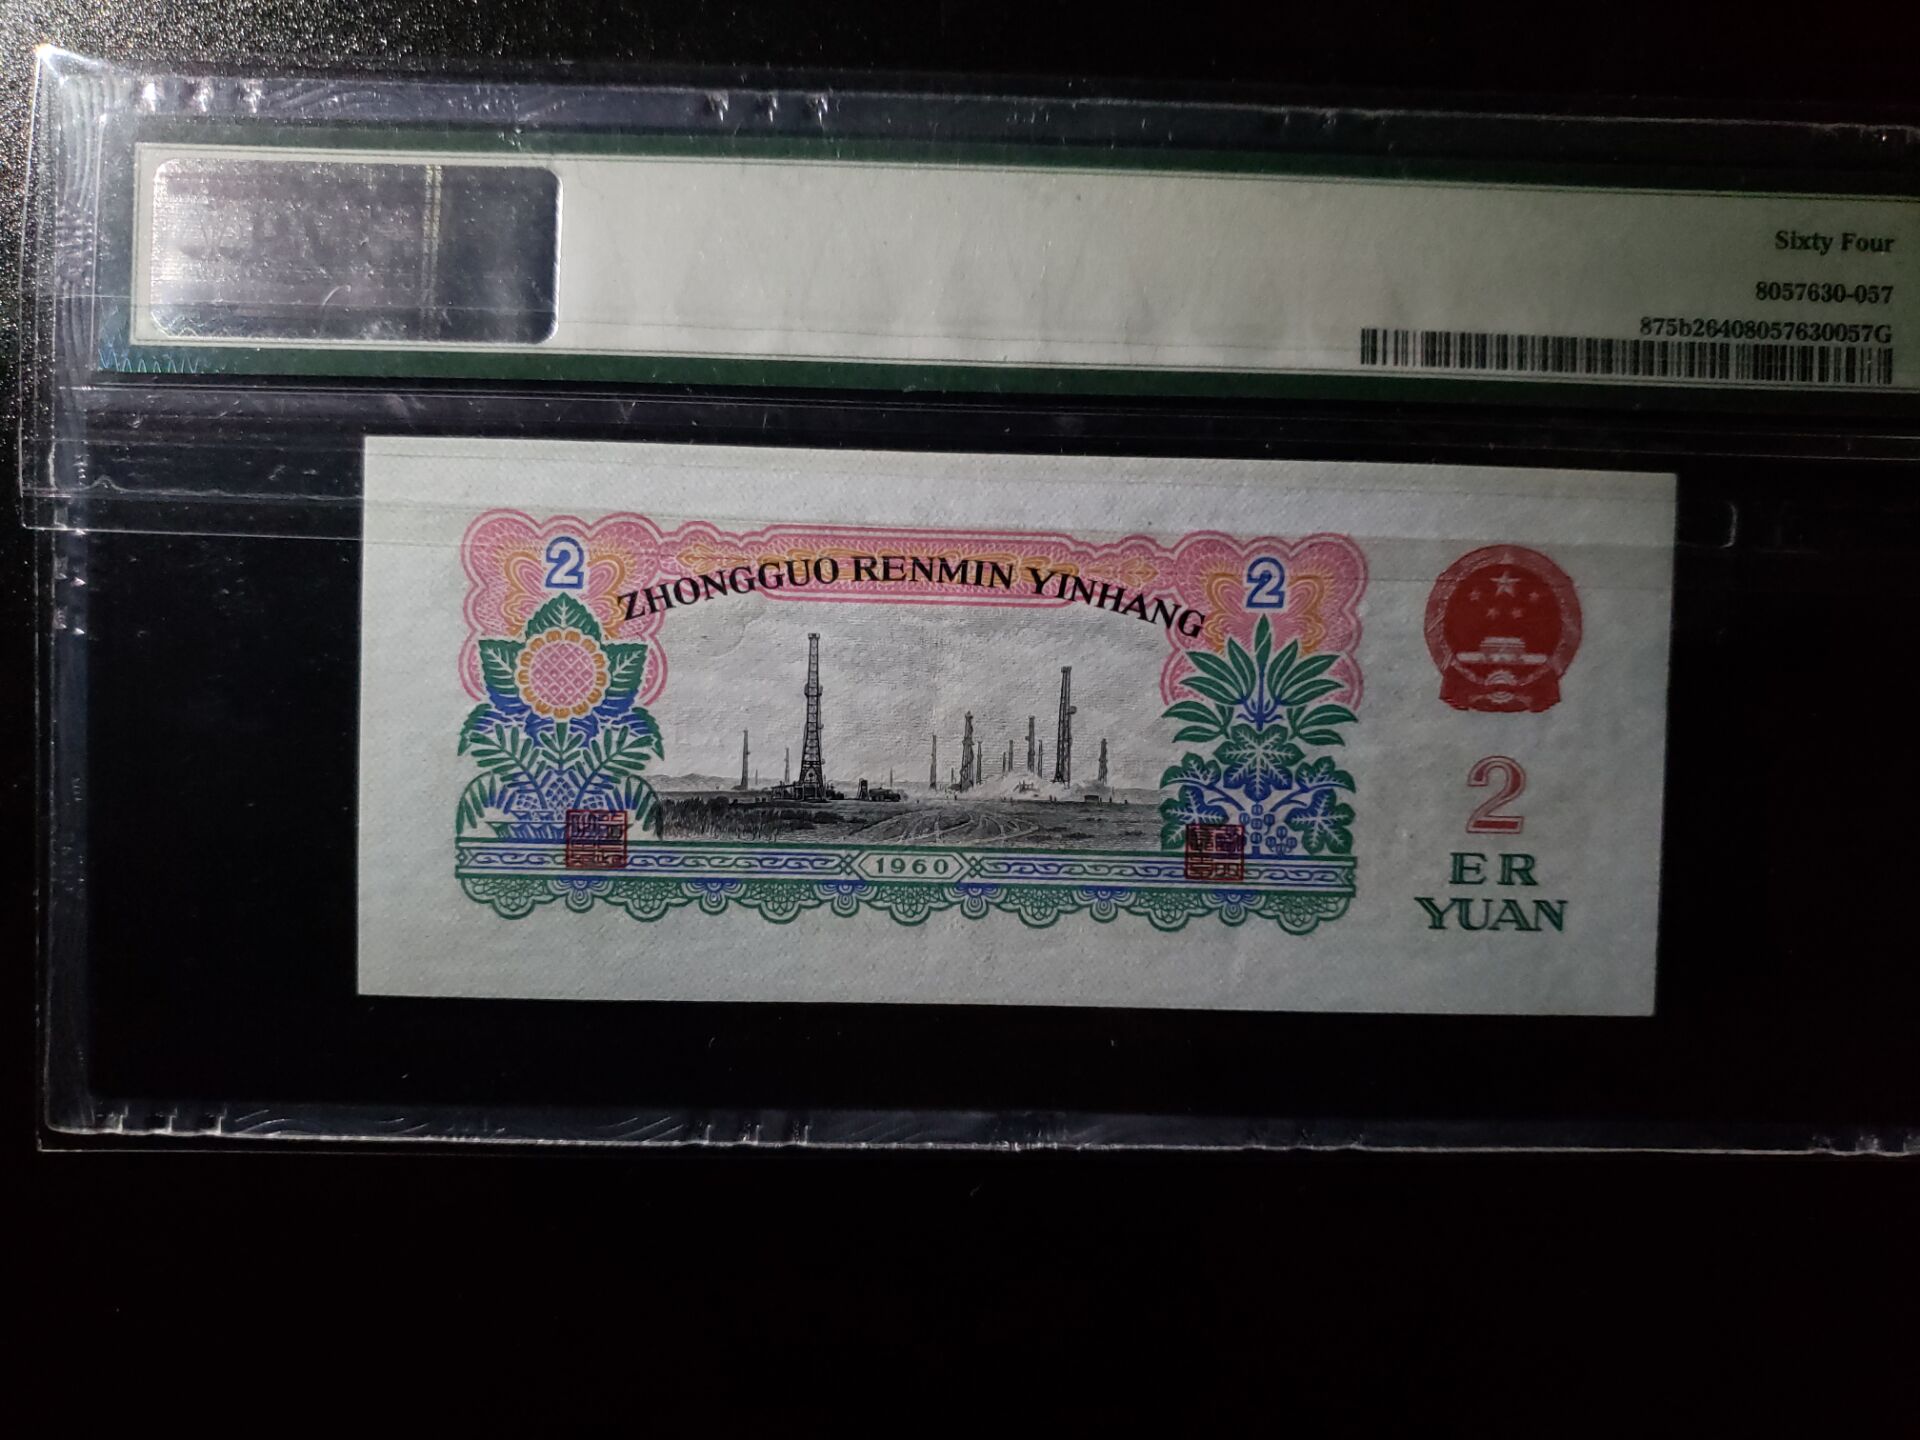 Sixty Four
8057630-057
875b26408057630057G
2
ZHONGGUO RENMIN YINHANG
2
2
ER
YUAN
1960